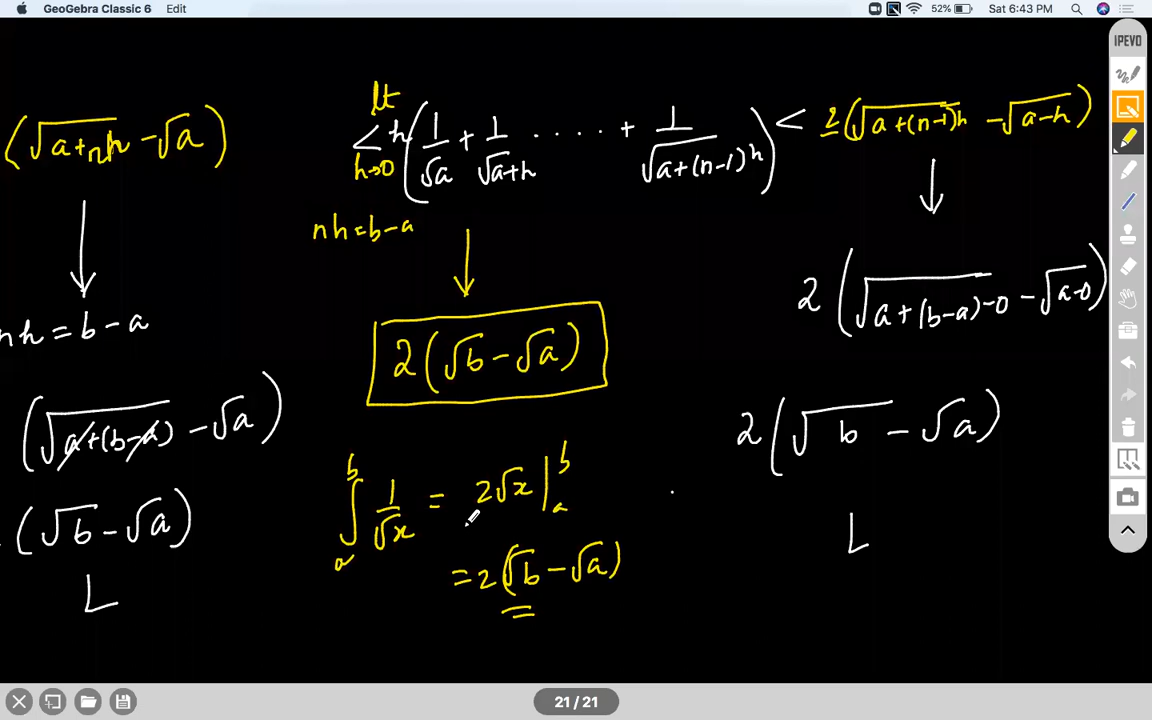 GeoGebra Classic 6 Edit 52% Sat 6:43 PM
IPEVO
(√(a+nh) - √a)
lt h→0
< h(1/√a + 1/√(a+h) ..... + 1/√(a+(n-1)h)) < 2(√(a+(n-1)h) - √(a-h))
nh = b-a
nh = b-a
2(√(a+(b-a)-0) - √(a-0))
2(√b - √a)
(√(a+(b-a)) - √a)
2(√b - √a)
∫ₐᵇ 1/√x = 2√x |ₐᵇ
(√b - √a)
= 2(√b - √a)
L
L
21 / 21